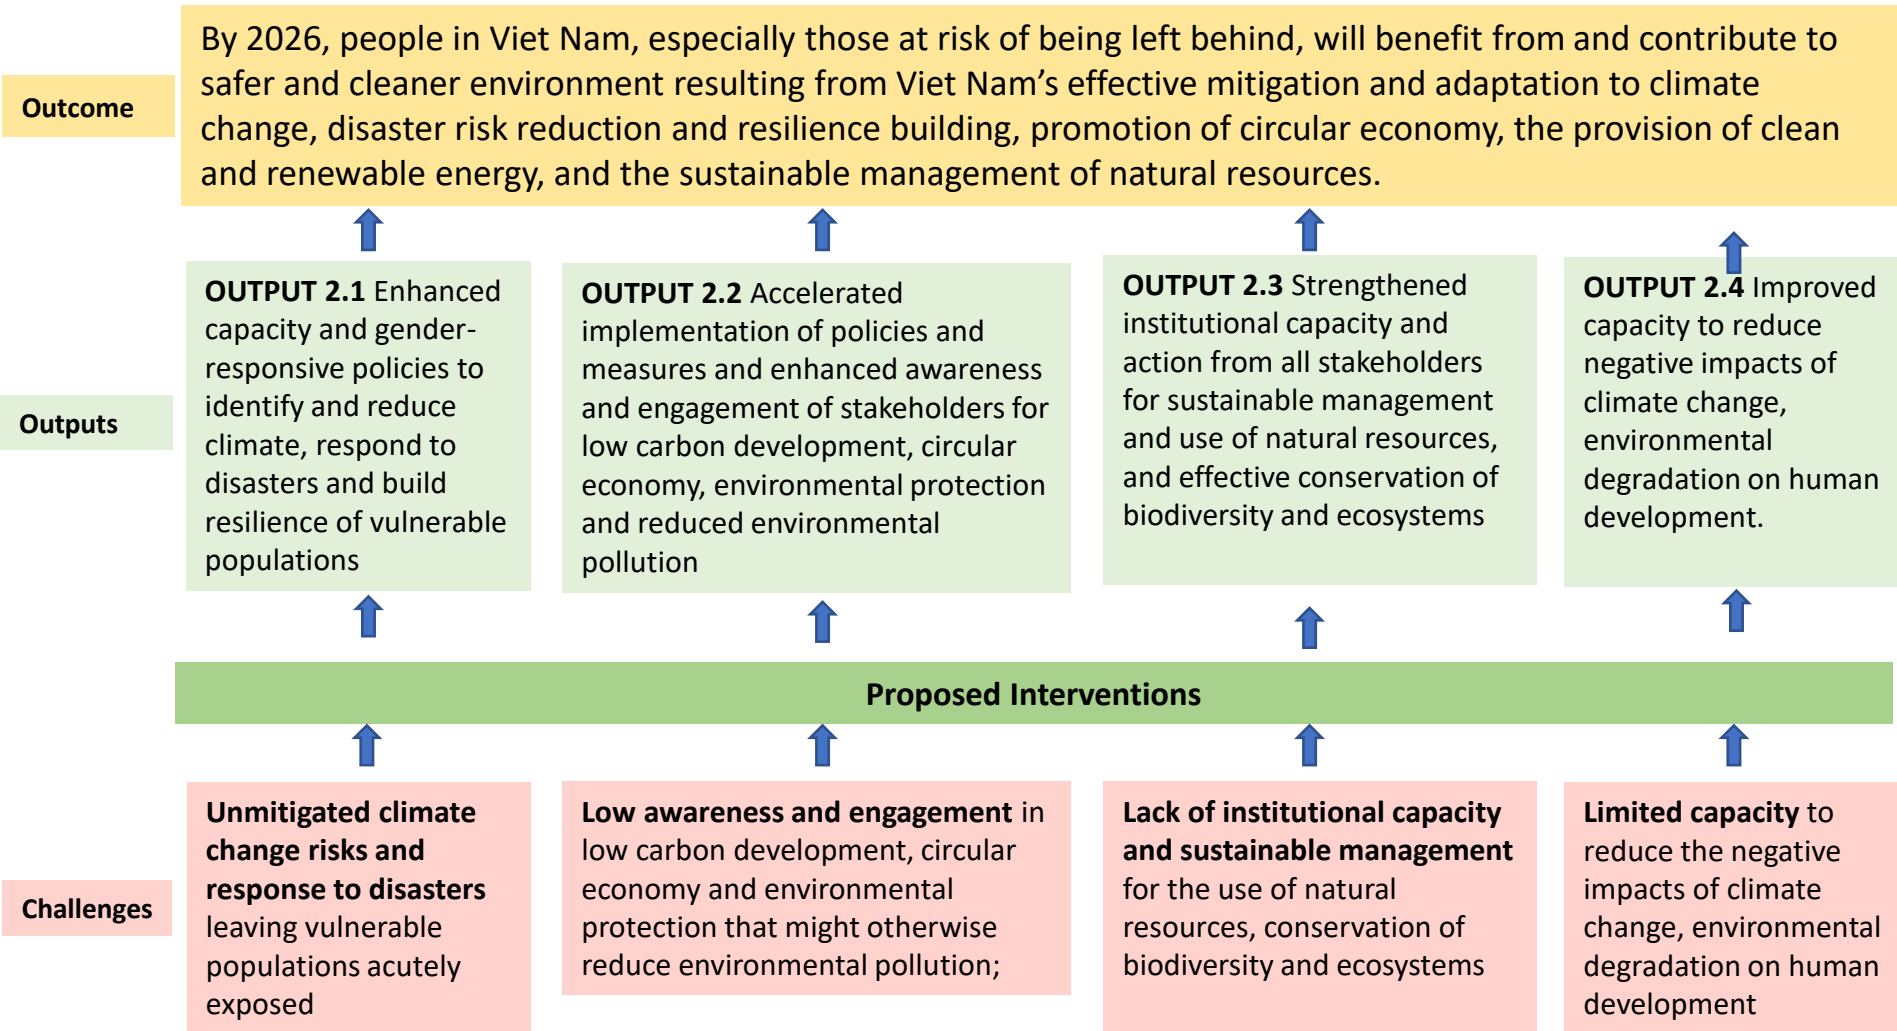 Outcome
By 2026, people in Viet Nam, especially those at risk of being left behind, will benefit from and contribute to
safer and cleaner environment resulting from Viet Nam’s effective mitigation and adaptation to climate
change, disaster risk reduction and resilience building, promotion of circular economy, the provision of clean
and renewable energy, and the sustainable management of natural resources.
Outputs
OUTPUT 2.1 Enhanced
capacity and gender-
responsive policies to
identify and reduce
climate, respond to
disasters and build
resilience of vulnerable
populations
OUTPUT 2.2 Accelerated
implementation of policies and
measures and enhanced awareness
and engagement of stakeholders for
low carbon development, circular
economy, environmental protection
and reduced environmental
pollution
OUTPUT 2.3 Strengthened
institutional capacity and
action from all stakeholders
for sustainable management
and use of natural resources,
and effective conservation of
biodiversity and ecosystems
OUTPUT 2.4 Improved
capacity to reduce
negative impacts of
climate change,
environmental
degradation on human
development.
Proposed Interventions
Challenges
Unmitigated climate
change risks and
response to disasters
leaving vulnerable
populations acutely
exposed
Low awareness and engagement in
low carbon development, circular
economy and environmental
protection that might otherwise
reduce environmental pollution;
Lack of institutional capacity
and sustainable management
for the use of natural
resources, conservation of
biodiversity and ecosystems
Limited capacity to
reduce the negative
impacts of climate
change, environmental
degradation on human
development